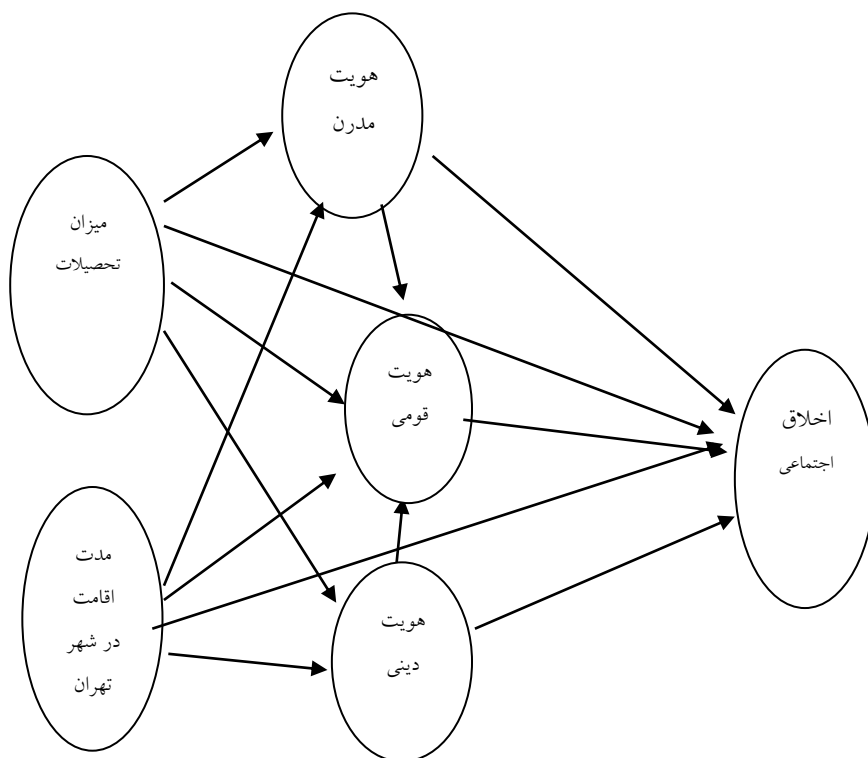 هویت
مدرن
میزان
تحصیلات
هویت
قومی
اخلاق
اجتماعی
مدت
اقامت
در شهر
تهران
هویت
دینی